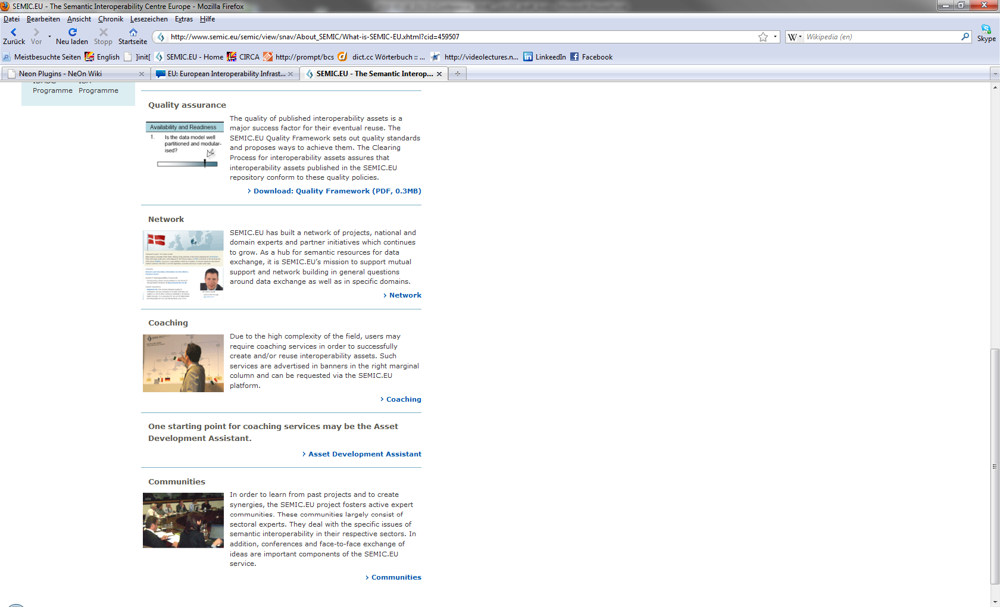 SEMIC.EU - The Semantic Interoperability Centre Europe - Mozilla Firefox
Datei Bearbeiten Ansicht Chronik Lesezeichen Extras Hilfe
Zurück Vor Neu laden Stopp Startseite
http://www.semic.eu/semic/view/snav/About_SEMIC/What-is-SEMIC-EU.xhtml?cid=459507
W Wikipedia (en)
Skype
Meistbesuchte Seiten English ]init[ SEMIC.EU - Home CIRCA http://prompt/bcs dict.cc Wörterbuch :: ... http://videolectures.n... LinkedIn Facebook
Neon Plugins - NeOn Wiki EU: European Interoperability Infrast... SEMIC.EU - The Semantic Interop...
Programme Programme
Quality assurance
Availability and Readiness
1. Is the data model well
partitioned and modular-
ised?
The quality of published interoperability assets is a
major success factor for their eventual reuse. The
SEMIC.EU Quality Framework sets out quality standards
and proposes ways to achieve them. The Clearing
Process for interoperability assets assures that
interoperability assets published in the SEMIC.EU
repository conform to these quality policies.
› Download: Quality Framework (PDF, 0.3MB)
Network
SEMIC.EU has built a network of projects, national and
domain experts and partner initiatives which continues
to grow. As a hub for semantic resources for data
exchange, it is SEMIC.EU's mission to support mutual
support and network building in general questions
around data exchange as well as in specific domains.
› Network
Coaching
Due to the high complexity of the field, users may
require coaching services in order to successfully
create and/or reuse interoperability assets. Such
services are advertised in banners in the right marginal
column and can be requested via the SEMIC.EU
platform.
› Coaching
One starting point for coaching services may be the Asset
Development Assistant.
› Asset Development Assistant
Communities
In order to learn from past projects and to create
synergies, the SEMIC.EU project fosters active expert
communities. These communities largely consist of
sectoral experts. They deal with the specific issues of
semantic interoperability in their respective sectors. In
addition, conferences and face-to-face exchange of
ideas are important components of the SEMIC.EU
service.
› Communities